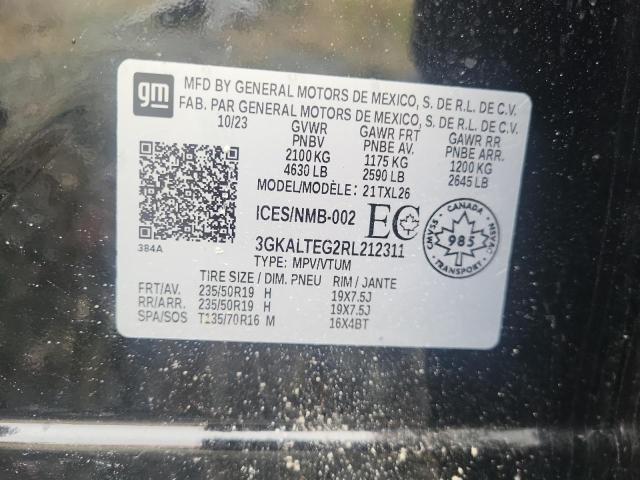 gm
MFD BY GENERAL MOTORS DE MEXICO, S. DE R.L. DE C.V.
FAB. PAR GENERAL MOTORS DE MEXICO, S. DE R.L. DE C.V.
10/23 GVWR GAWR FRT GAWR RR
PNBV PNBE AV. PNBE ARR.
2100 KG 1175 KG 1200 KG
4630 LB 2590 LB 2645 LB
MODEL/MODÈLE: 21TXL26
ICES/NMB-002 EC
CANADA
CMVSS NSVAC
985
3GKALTEG2RL212311
384A
TYPE: MPV/VTUM
TIRE SIZE / DIM. PNEU RIM / JANTE
FRT/AV. 235/50R19 H 19X7.5J
RR/ARR. 235/50R19 H 19X7.5J
SPA/SOS T135/70R16 M 16X4BT